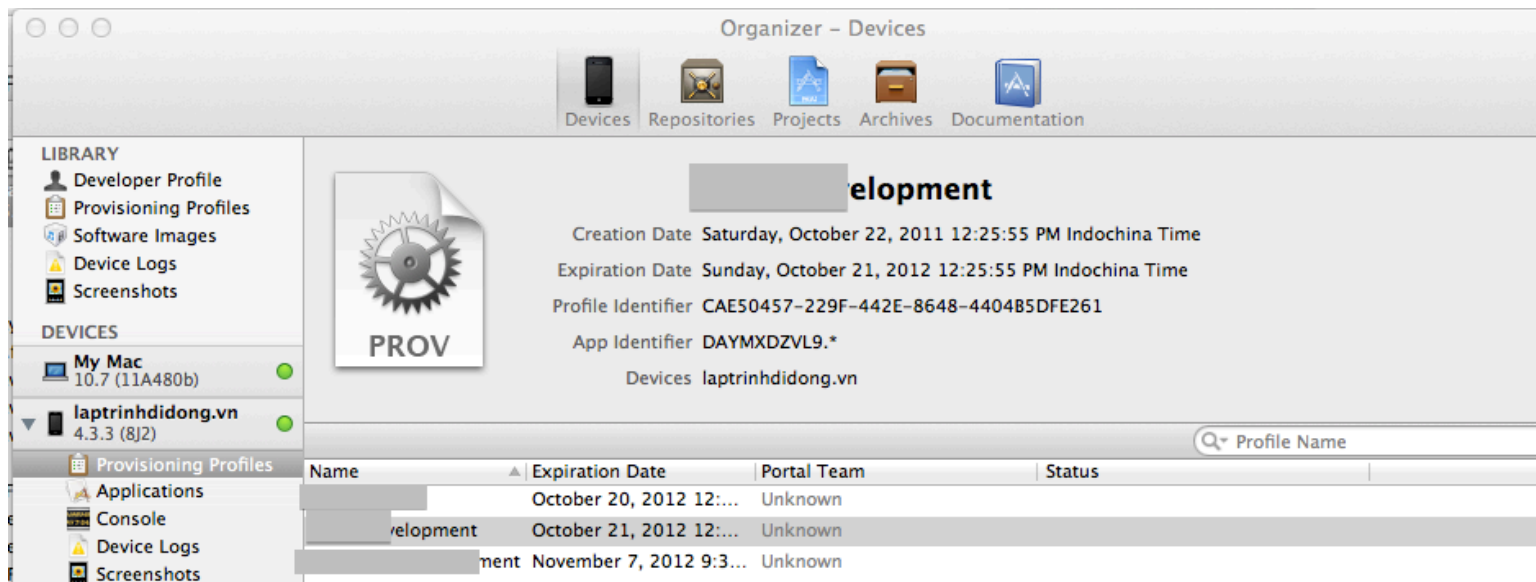 Organizer – Devices
Devices Repositories Projects Archives Documentation
LIBRARY
Developer Profile
Provisioning Profiles
Software Images
Device Logs
Screenshots
DEVICES
My Mac
10.7 (11A480b)
laptrinhdidong.vn
4.3.3 (8J2)
Provisioning Profiles
Applications
Console
Device Logs
Screenshots
PROV
elopment
Creation Date Saturday, October 22, 2011 12:25:55 PM Indochina Time
Expiration Date Sunday, October 21, 2012 12:25:55 PM Indochina Time
Profile Identifier CAE50457-229F-442E-8648-4404B5DFE261
App Identifier DAYMXDZVL9.*
Devices laptrinhdidong.vn
Profile Name
Name Expiration Date Portal Team Status
October 20, 2012 12:... Unknown
velopment October 21, 2012 12:... Unknown
ment November 7, 2012 9:3... Unknown